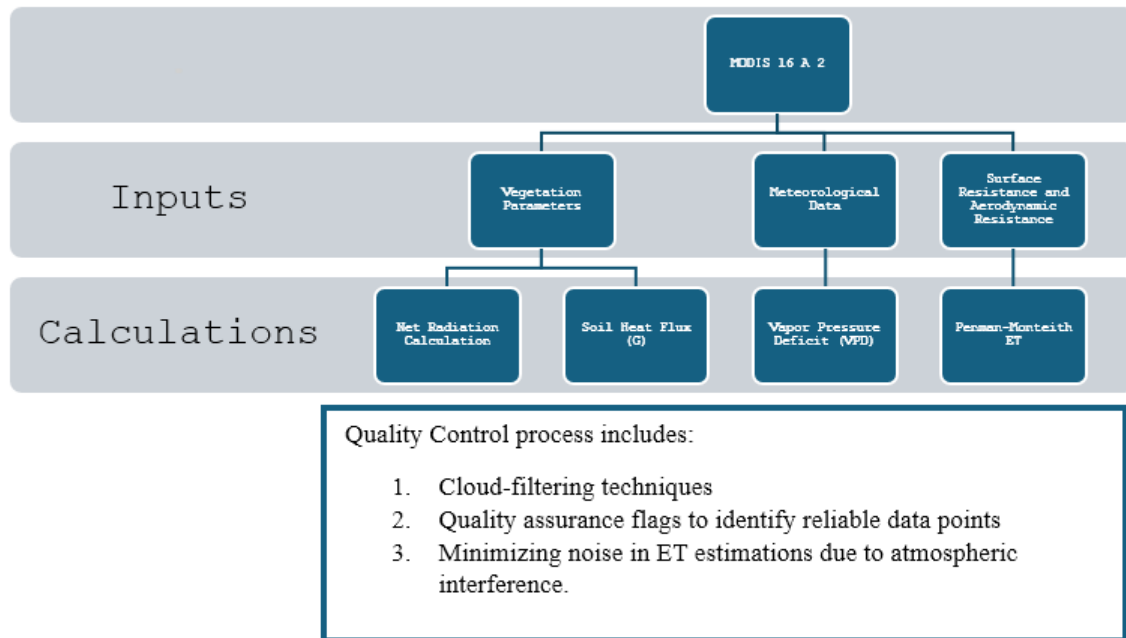 MODIS 16 A 2
Inputs
Vegetation
Parameters
Meteorological
Data
Surface
Resistance and
Aerodynamic
Resistance
Calculations
Net Radiation
Calculation
Soil Heat Flux
(G)
Vapor Pressure
Deficit (VPD)
Penman-Monteith
ET
Quality Control process includes:
1. Cloud-filtering techniques
2. Quality assurance flags to identify reliable data points
3. Minimizing noise in ET estimations due to atmospheric
interference.